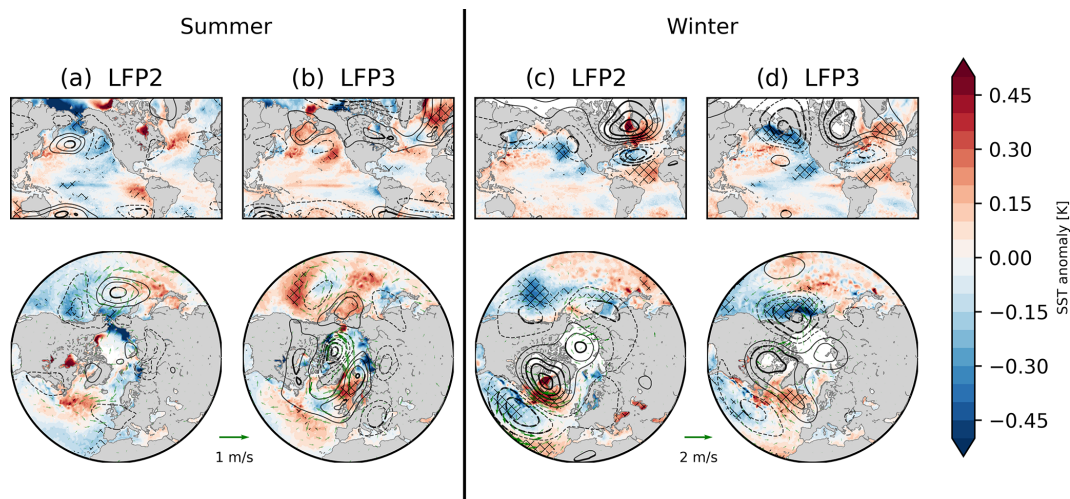 Summer
Winter
(a) LFP2
(b) LFP3
(c) LFP2
(d) LFP3
0.45
0.30
0.15
0.00
−0.15
−0.30
−0.45
SST anomaly [K]
1 m/s
2 m/s